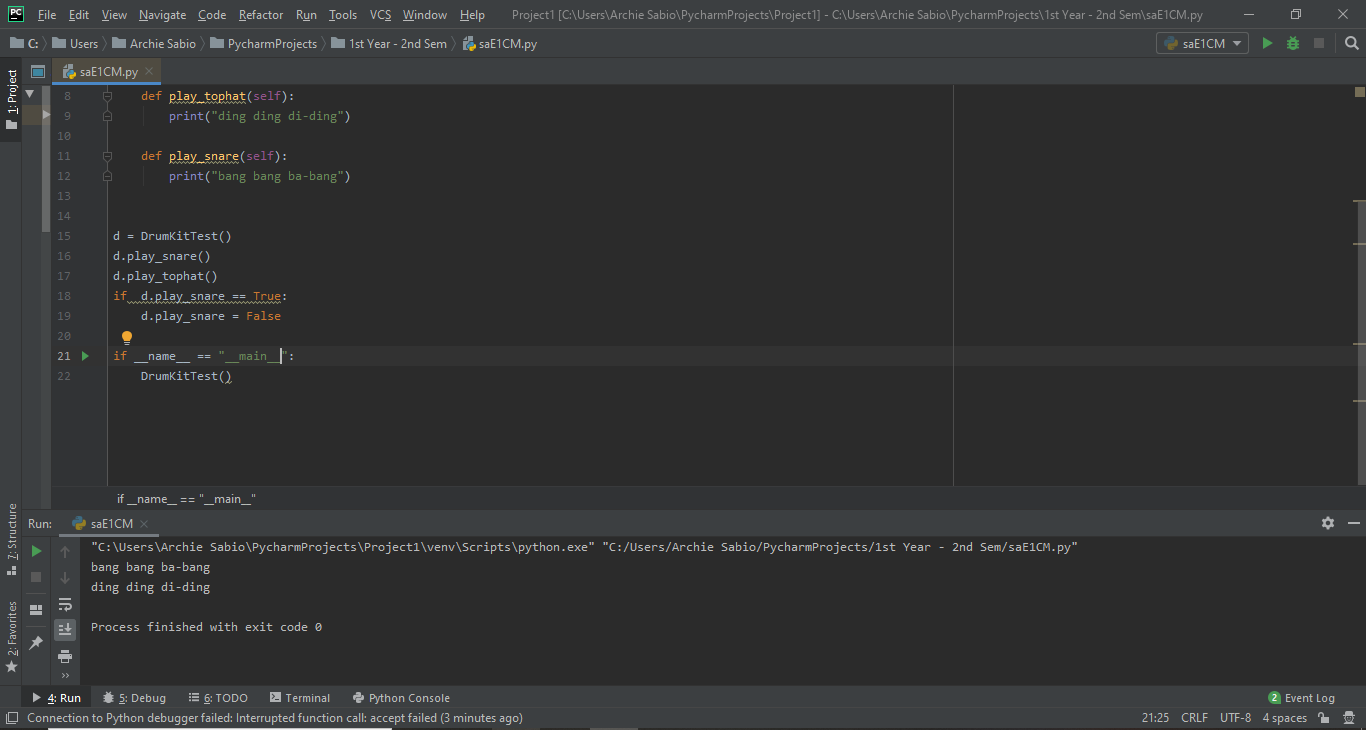 PC File Edit View Navigate Code Refactor Run Tools VCS Window Help Project1 [C:\Users\Archie Sabio\PycharmProjects\Project1] - C:\Users\Archie Sabio\PycharmProjects\1st Year - 2nd Sem\saE1CM.py
C: Users Archie Sabio PycharmProjects 1st Year - 2nd Sem saE1CM.py saE1CM
1: Project
saE1CM.py
8 def play_tophat(self):
9 print("ding ding di-ding")
10
11 def play_snare(self):
12 print("bang bang ba-bang")
13
14
15 d = DrumKitTest()
16 d.play_snare()
17 d.play_tophat()
18 if  d.play_snare == True:
19 d.play_snare = False
20
21 if __name__ == "__main__":
22 DrumKitTest()
if __name__ == "__main__"
7: Structure
2: Favorites
Run: saE1CM
"C:\Users\Archie Sabio\PycharmProjects\Project1\venv\Scripts\python.exe" "C:/Users/Archie Sabio/PycharmProjects/1st Year - 2nd Sem/saE1CM.py"
bang bang ba-bang
ding ding di-ding
Process finished with exit code 0
4: Run 5: Debug 6: TODO Terminal Python Console 2 Event Log
Connection to Python debugger failed: Interrupted function call: accept failed (3 minutes ago) 21:25 CRLF UTF-8 4 spaces